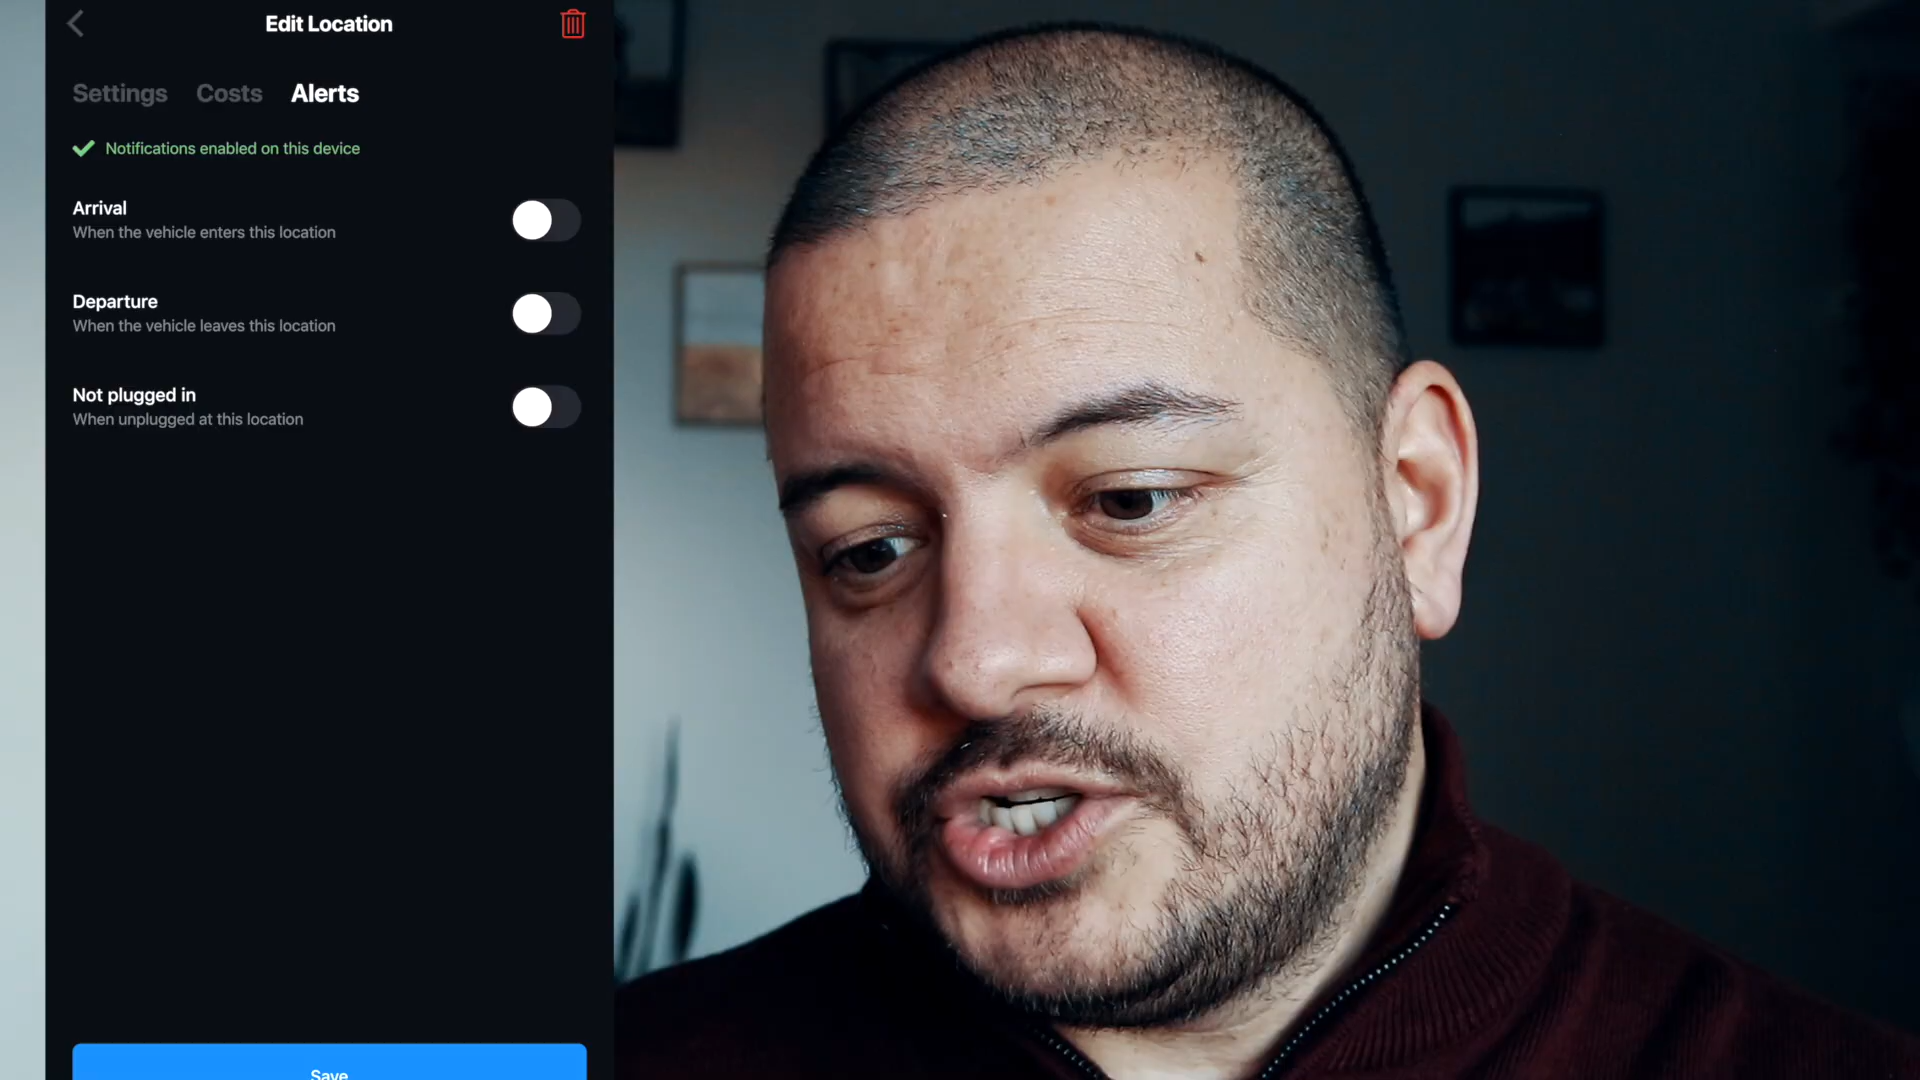 Edit Location
Settings Costs Alerts
Notifications enabled on this device
Arrival
When the vehicle enters this location
Departure
When the vehicle leaves this location
Not plugged in
When unplugged at this location
Save